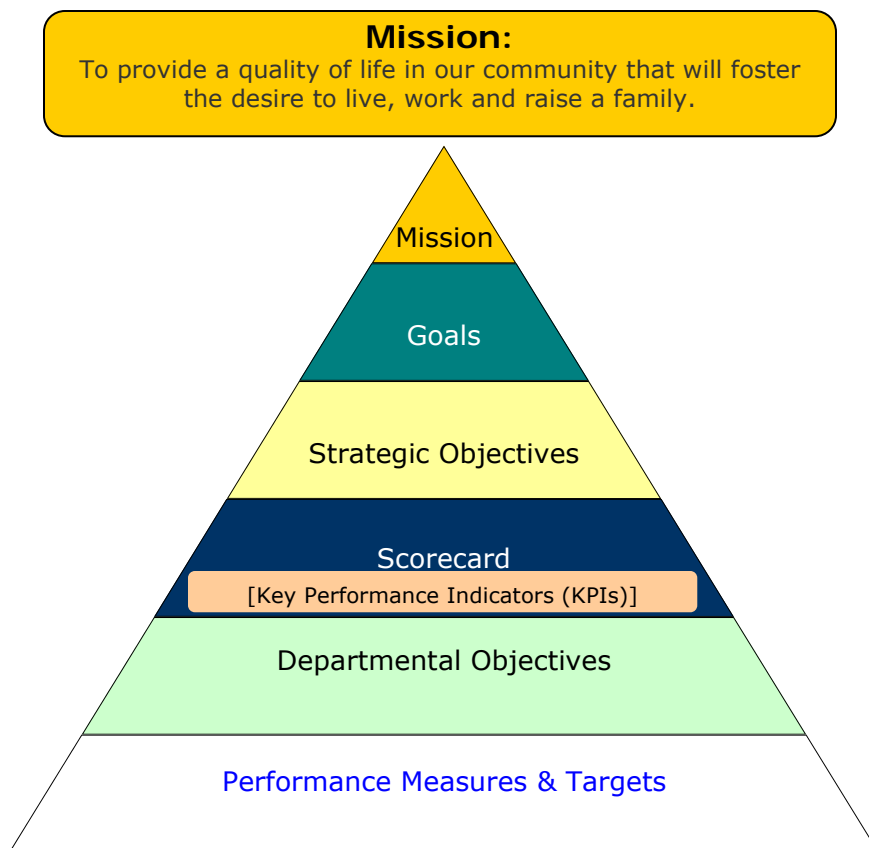 Mission:
To provide a quality of life in our community that will foster
the desire to live, work and raise a family.
Mission
Goals
Strategic Objectives
Scorecard
[Key Performance Indicators (KPIs)]
Departmental Objectives
Performance Measures & Targets